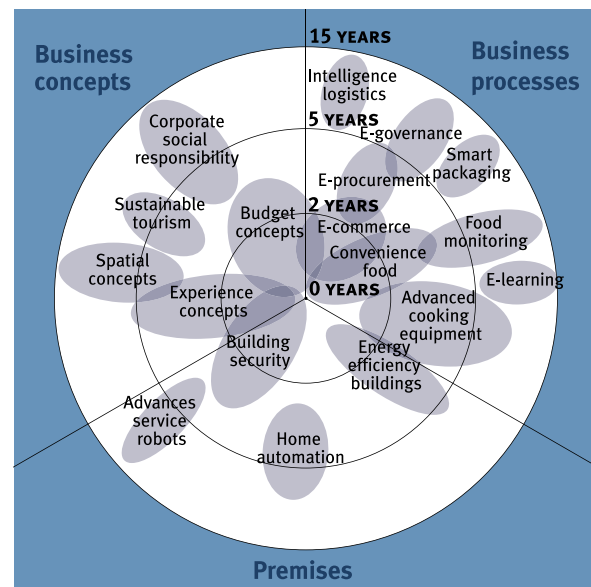 15 YEARS
Business
concepts
Business
processes
Intelligence
logistics
5 YEARS
Corporate
social
responsibility
E-governance
Smart
packaging
E-procurement
2 YEARS
Sustainable
tourism
Budget
concepts
E-commerce
Food
monitoring
Convenience
food
Spatial
concepts
0 YEARS
E-learning
Experience
concepts
Advanced
cooking
equipment
Building
security
Energy
efficiency
buildings
Advances
service
robots
Home
automation
Premises